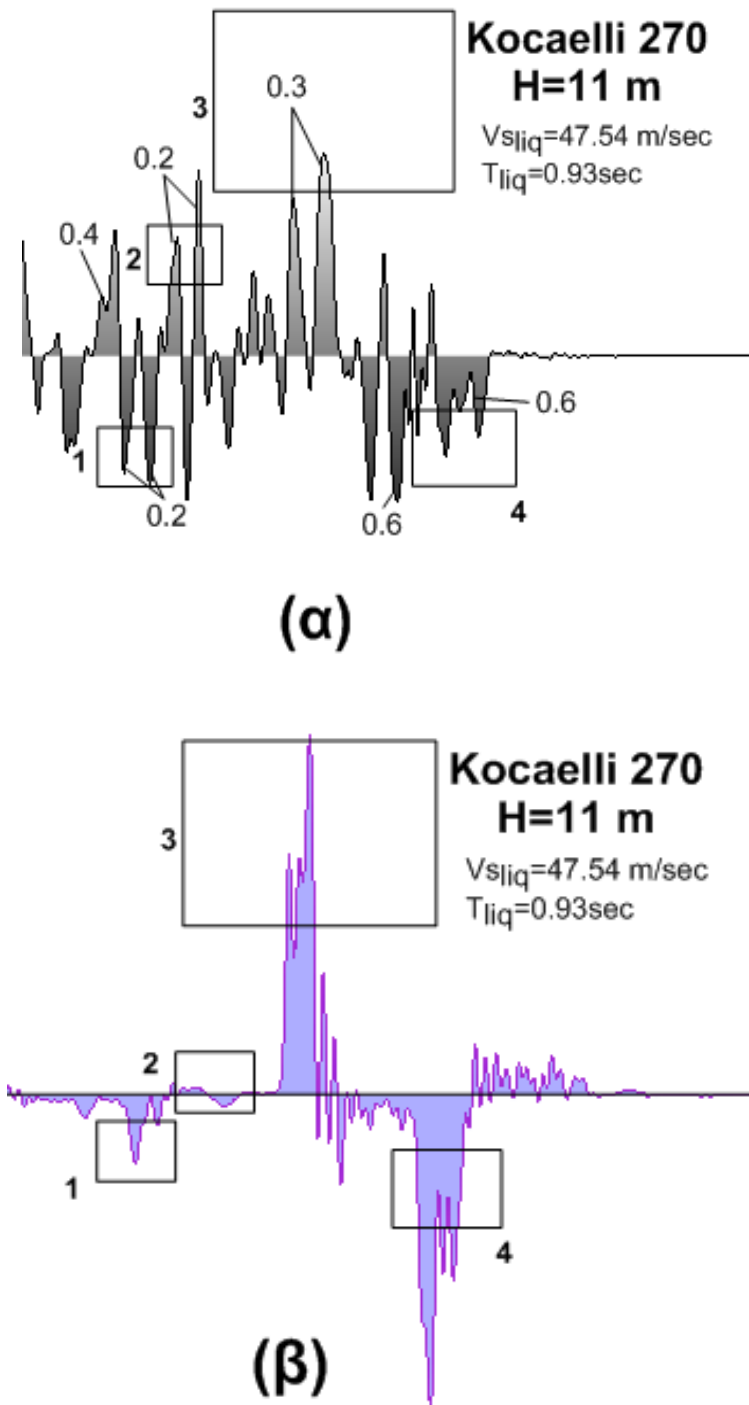 Kocaelli 270
H=11 m
Vsliq=47.54 m/sec
Tliq=0.93sec
3
0.3
0.2
0.4
2
1
0.2
0.6
0.6
4
(α)
Kocaelli 270
H=11 m
Vsliq=47.54 m/sec
Tliq=0.93sec
3
2
1
4
(β)